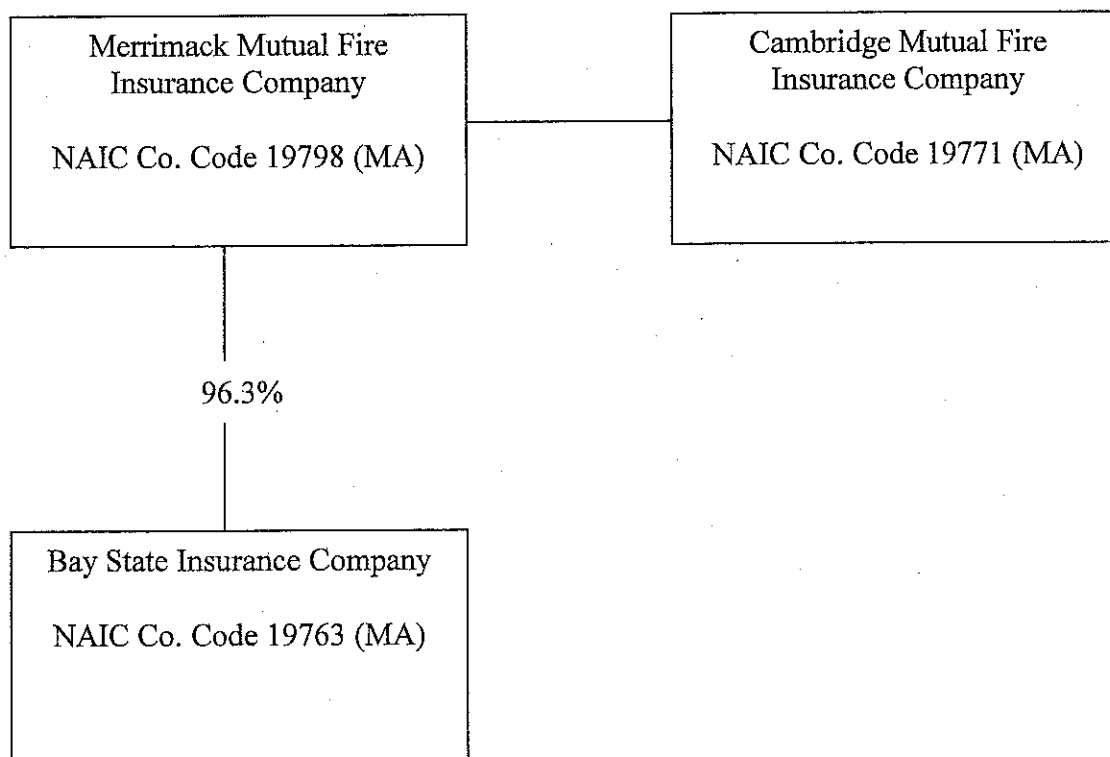 Merrimack Mutual Fire
Insurance Company
NAIC Co. Code 19798 (MA)
Cambridge Mutual Fire
Insurance Company
NAIC Co. Code 19771 (MA)
96.3%
Bay State Insurance Company
NAIC Co. Code 19763 (MA)